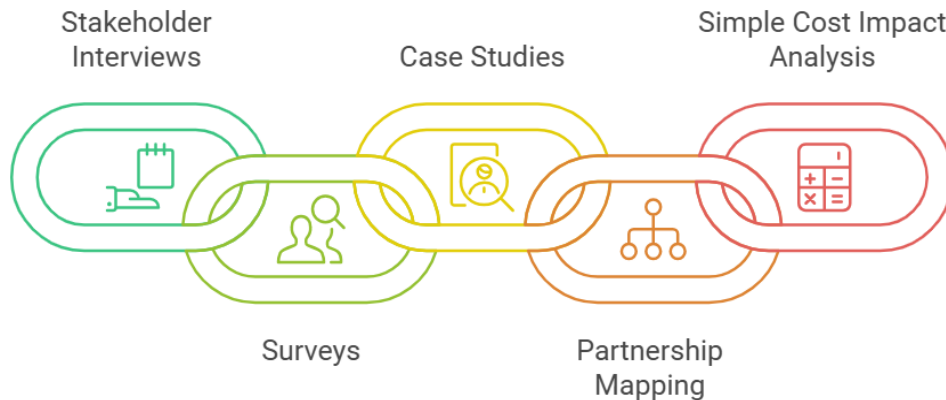 Stakeholder
Interviews
Case Studies
Simple Cost Impact
Analysis
Surveys
Partnership
Mapping